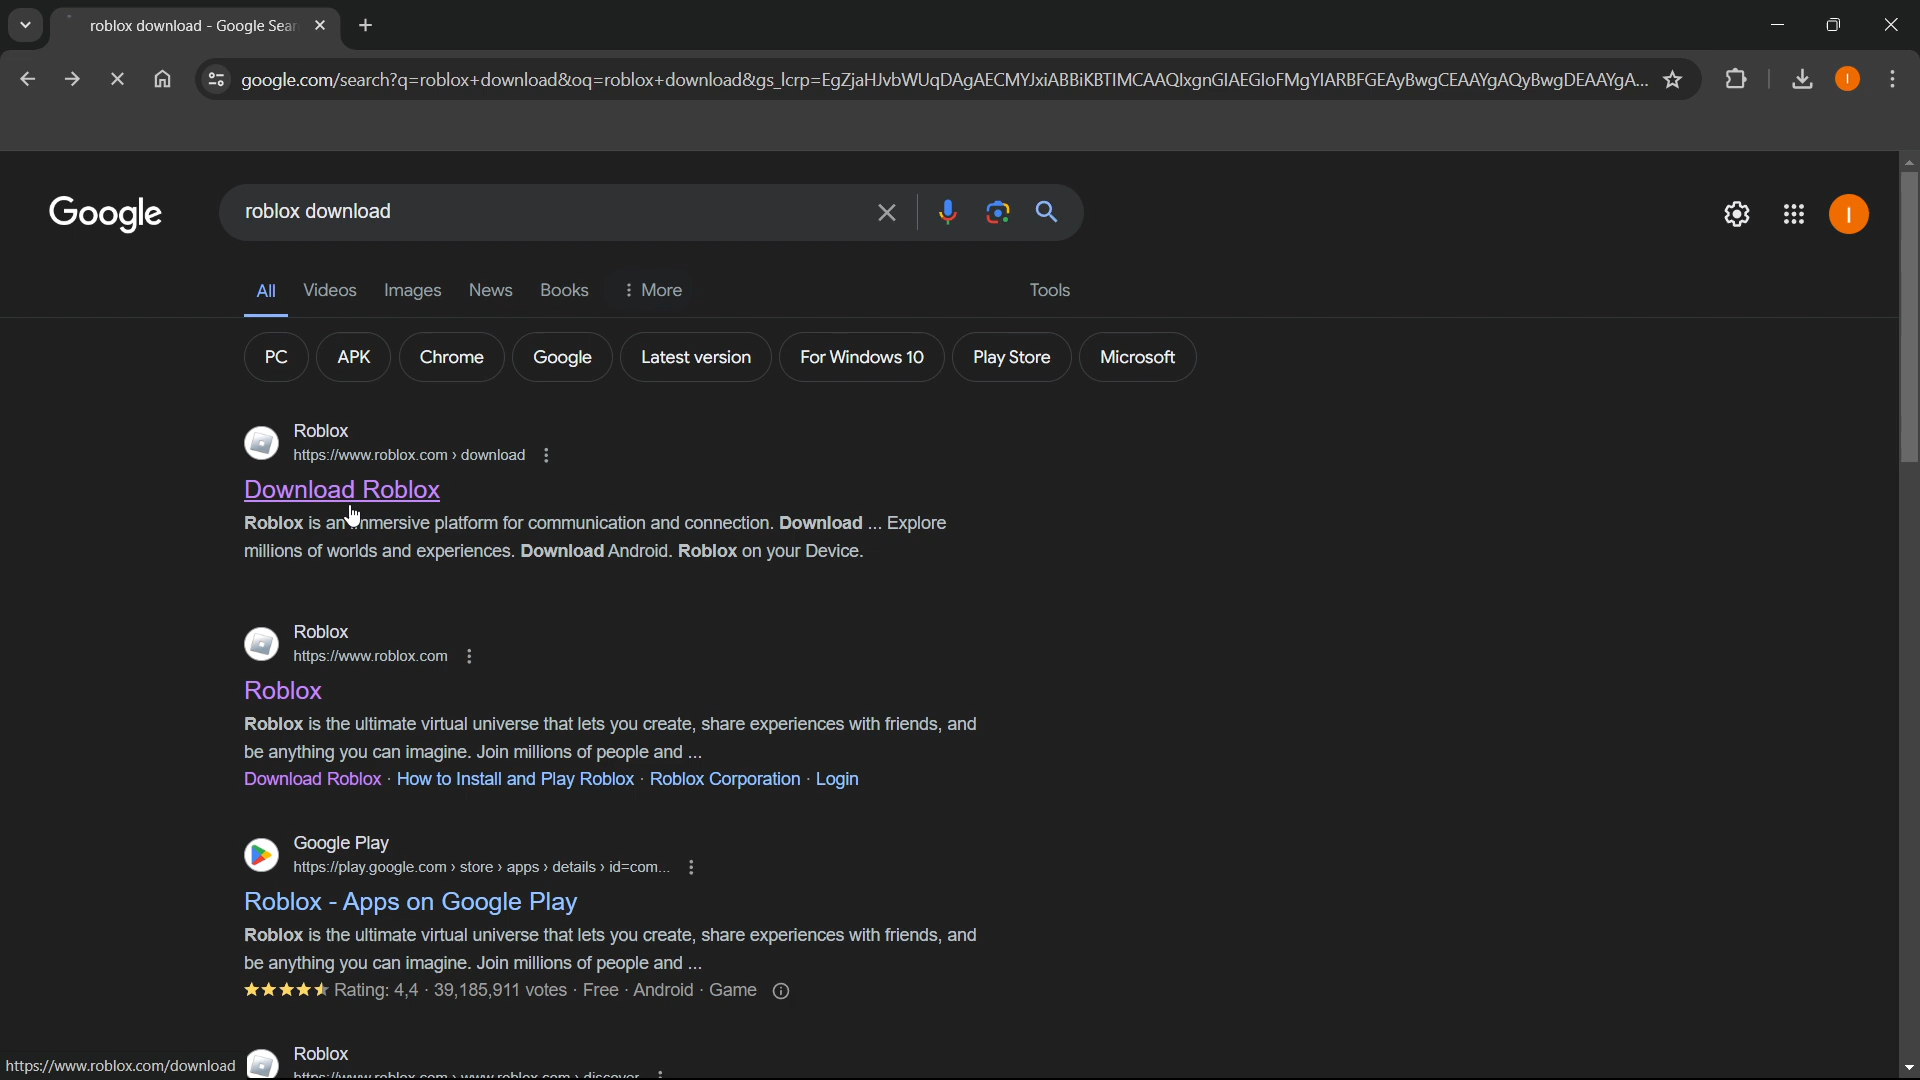 roblox download - Google Sear
google.com/search?q=roblox+download&oq=roblox+download&gs_lcrp=EgZjaHJvbWUqDAgAECMYJxiABBiKBTIMCAAQIxgnGIAEGIoFMgYIARBFGEAyBwgCEAAYgAQyBwgDEAAYgA...
Google
roblox download
All Videos Images News Books More Tools
PC APK Chrome Google Latest version For Windows 10 Play Store Microsoft
Roblox
https://www.roblox.com › download
Download Roblox
Roblox is an immersive platform for communication and connection. Download ... Explore
millions of worlds and experiences. Download Android. Roblox on your Device.
Roblox
https://www.roblox.com
Roblox
Roblox is the ultimate virtual universe that lets you create, share experiences with friends, and
be anything you can imagine. Join millions of people and ...
Download Roblox · How to Install and Play Roblox · Roblox Corporation · Login
Google Play
https://play.google.com › store › apps › details › id=com...
Roblox - Apps on Google Play
Roblox is the ultimate virtual universe that lets you create, share experiences with friends, and
be anything you can imagine. Join millions of people and ...
Rating: 4,4 · 39,185,911 votes · Free · Android · Game
Roblox
https://www.roblox.com › www.roblox.com › discover
https://www.roblox.com/download